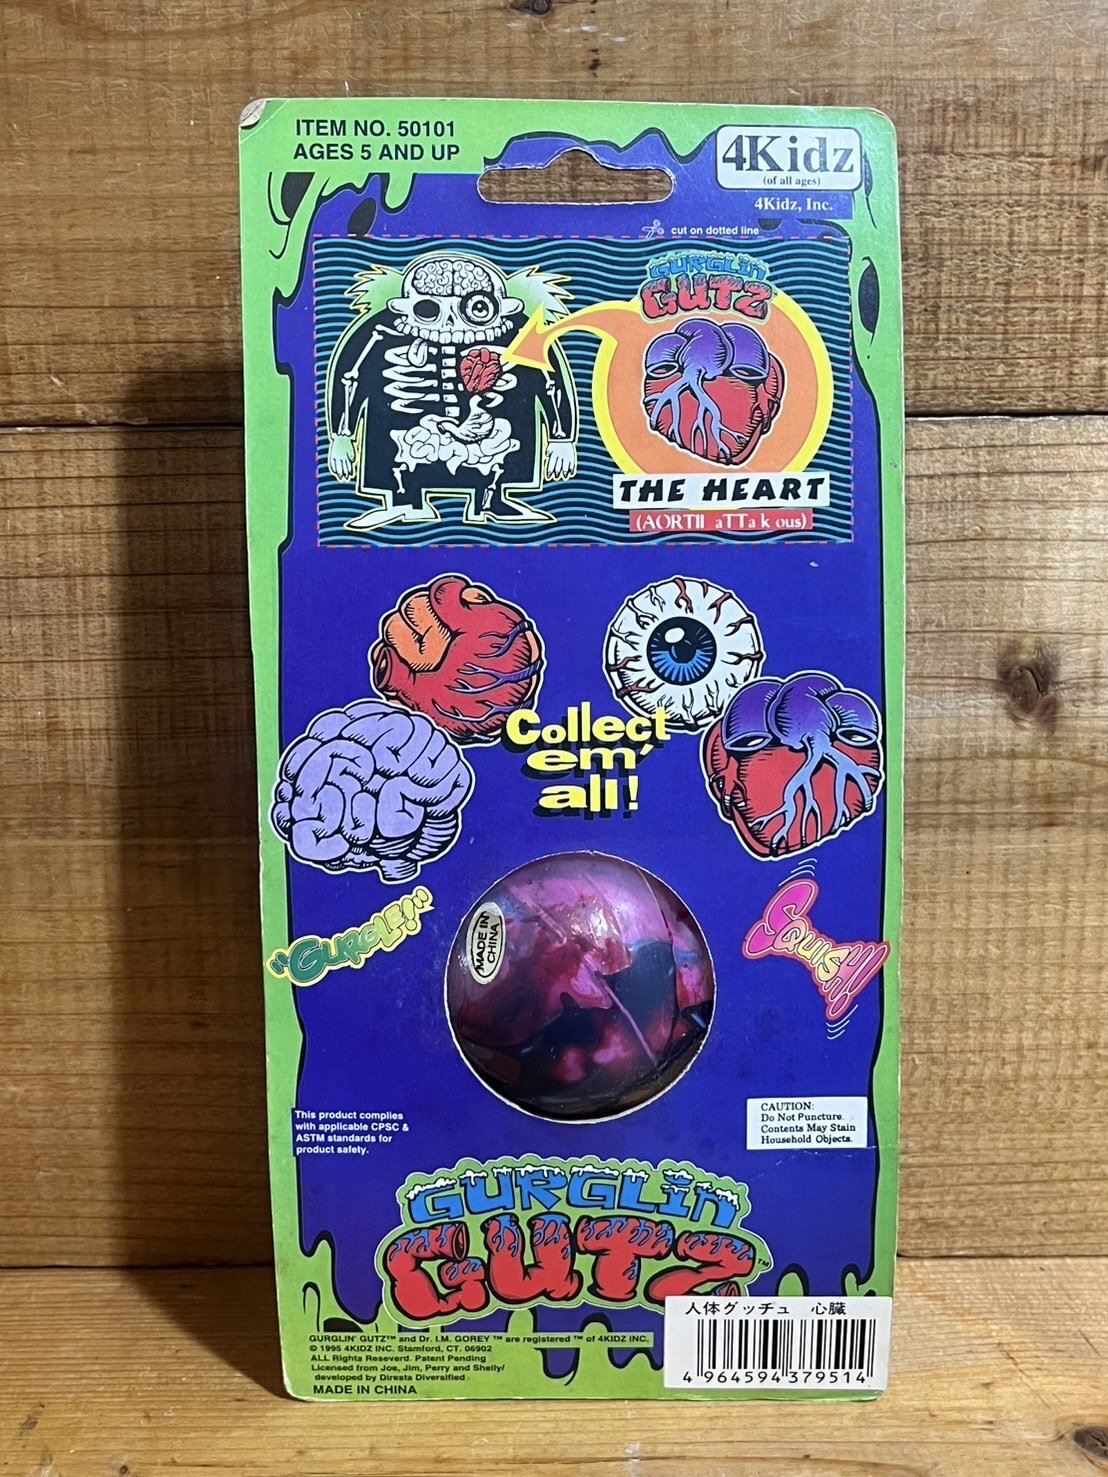 ITEM NO. 50101
AGES 5 AND UP
4Kidz
(of all ages)
4Kidz, Inc.
cut on dotted line
GURGLIN
GUTZ
THE HEART
(AORTII aTTa k ous)
Collect
em'
all!
MADE IN
CHINA
"GURGLE!"
SQUISH!
This product complies
with applicable CPSC &
ASTM standards for
product safety.
CAUTION:
Do Not Puncture.
Contents May Stain
Household Objects.
GURGLIN
GUTZ™
人体グッチュ 心臓
4 964594 379514
GURGLIN' GUTZ™ and Dr. I.M. GOREY ™ are registered ™ of 4KIDZ INC.
© 1995 4KIDZ INC. Stamford, CT. 06902
ALL Rights Reseverd. Patent Pending
Licensed from Joe, Jim, Perry and Shelly/
developed by Diresta Diversified
MADE IN CHINA